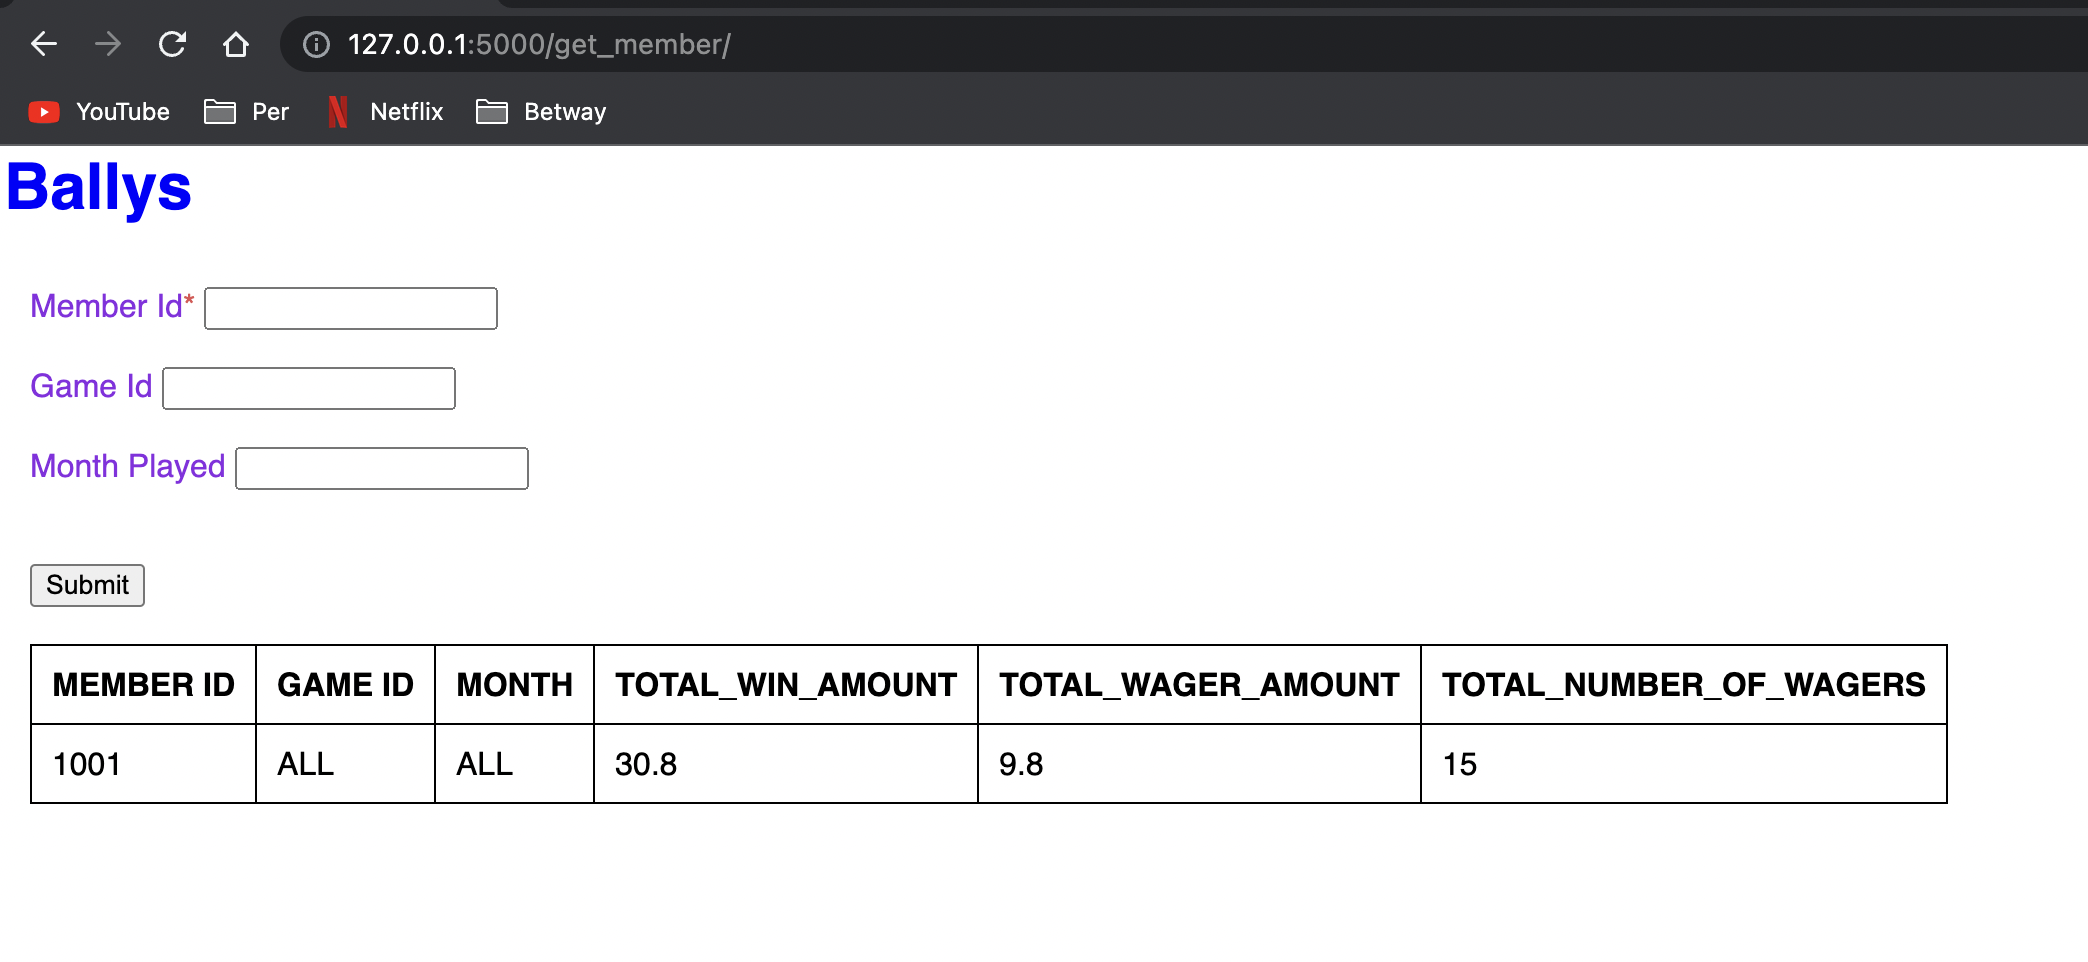 127.0.0.1:5000/get_member/
YouTube Per Netflix Betway
Ballys
Member Id*
Game Id
Month Played
Submit
MEMBER ID GAME ID MONTH TOTAL_WIN_AMOUNT TOTAL_WAGER_AMOUNT TOTAL_NUMBER_OF_WAGERS
1001 ALL ALL 30.8 9.8 15